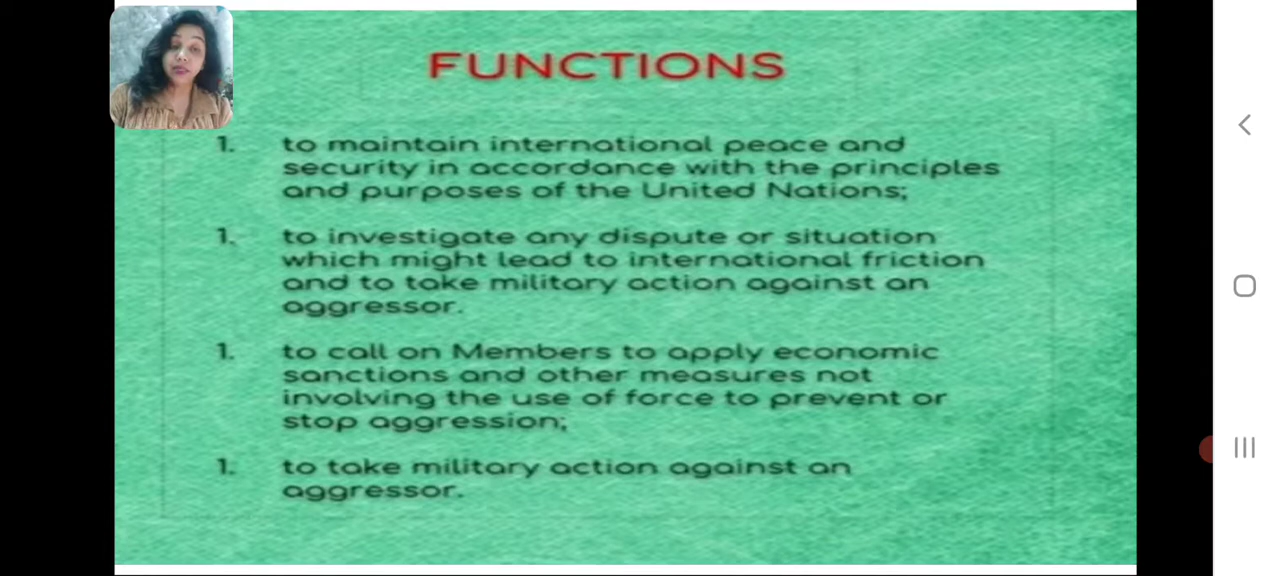 FUNCTIONS
1. to maintain international peace and
security in accordance with the principles
and purposes of the United Nations;
1. to investigate any dispute or situation
which might lead to international friction
and to take military action against an
aggressor.
1. to call on Members to apply economic
sanctions and other measures not
involving the use of force to prevent or
stop aggression;
1. to take military action against an
aggressor.